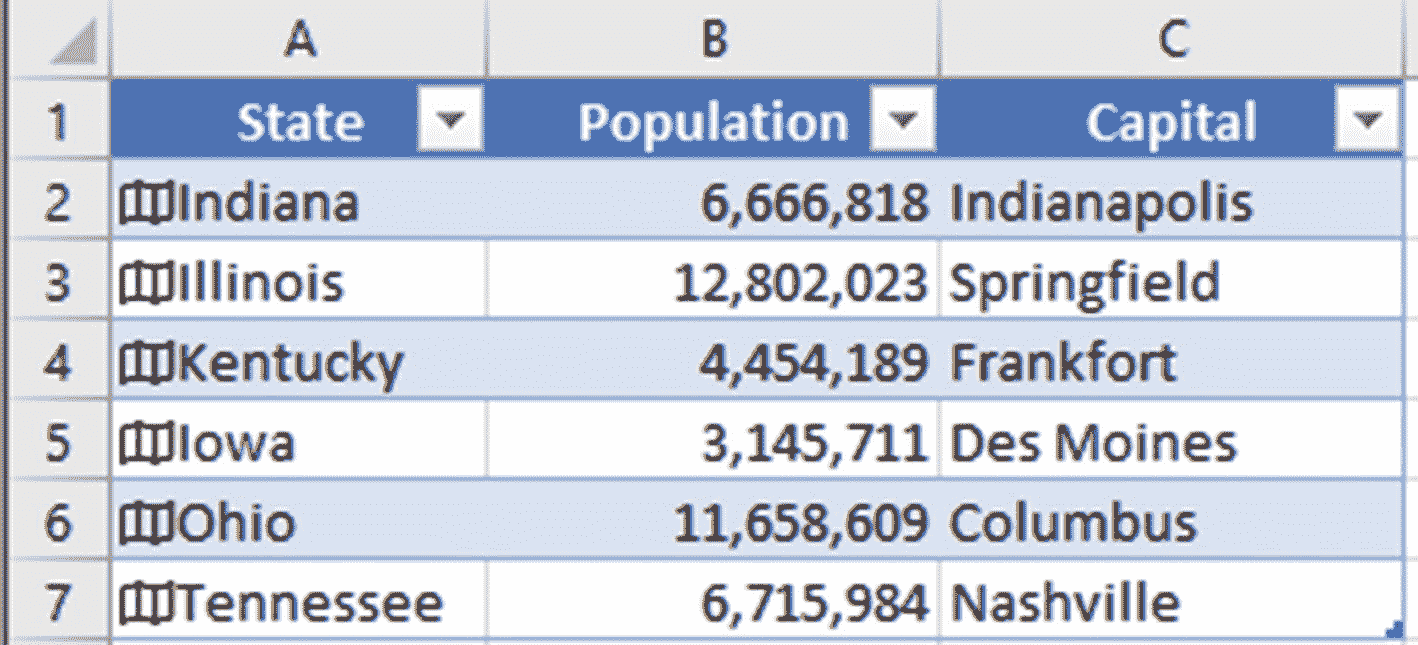 A B C
1 State Population Capital
2 Indiana 6,666,818 Indianapolis
3 Illinois 12,802,023 Springfield
4 Kentucky 4,454,189 Frankfort
5 Iowa 3,145,711 Des Moines
6 Ohio 11,658,609 Columbus
7 Tennessee 6,715,984 Nashville